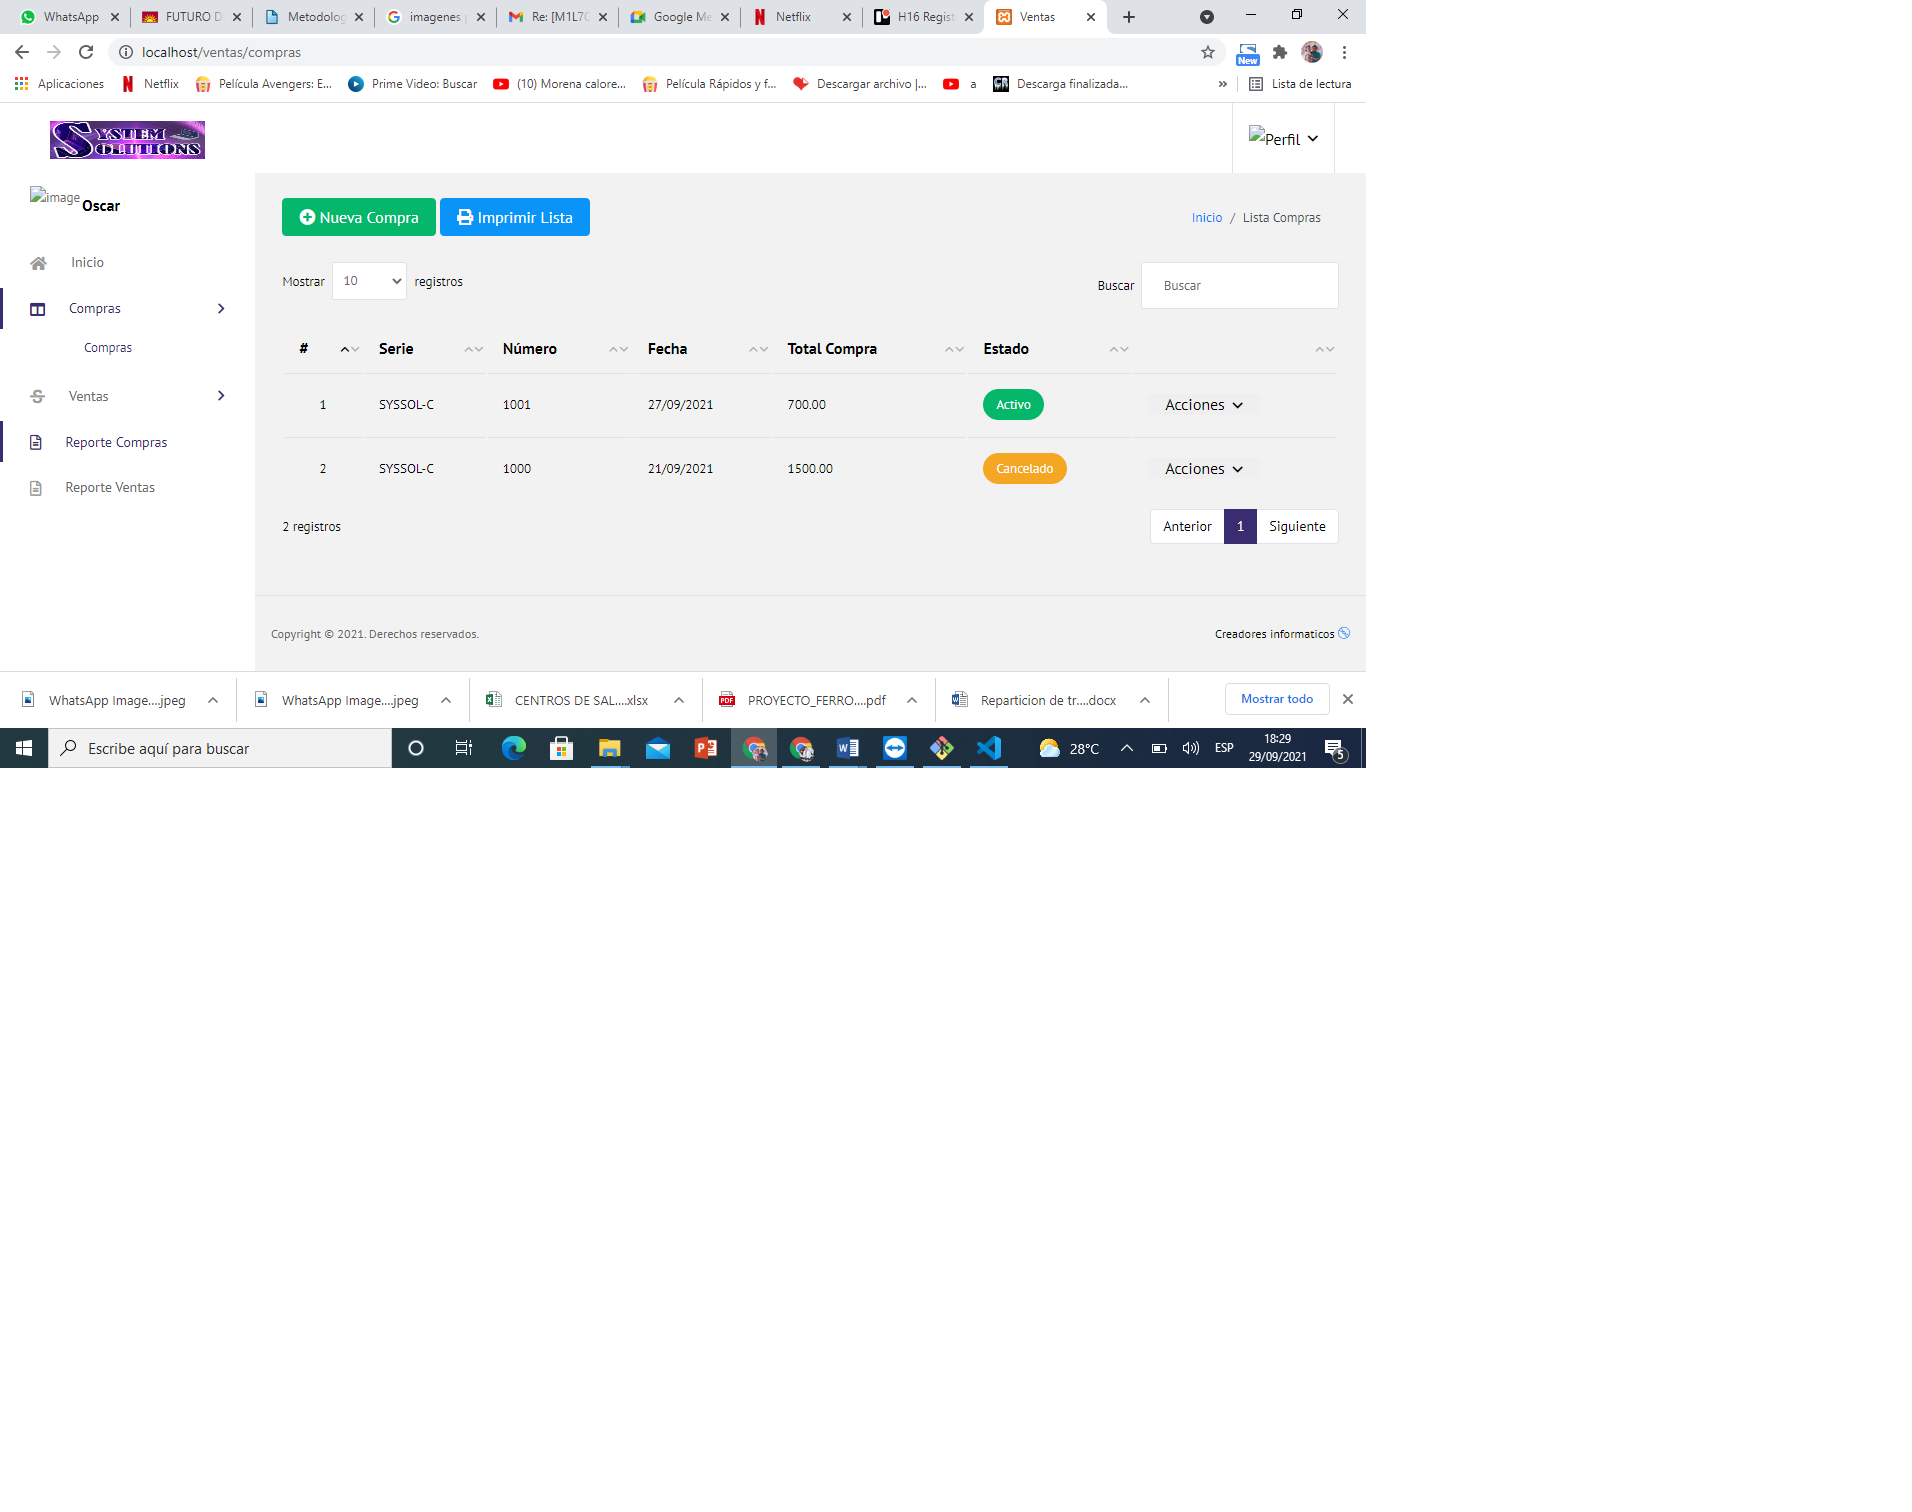 WhatsApp
FUTURO D
Metodolog
imagenes
Re: [M1L7C
Google Me
Netflix
H16 Regist
Ventas
localhost/ventas/compras
New
Aplicaciones
Netflix
Película Avengers: E...
Prime Video: Buscar
(10) Morena calore...
Película Rápidos y f...
Descargar archivo |...
a
Descarga finalizada...
»
Lista de lectura
SYSTEM
SOLUTIONS
Perfil
image
Oscar
Inicio
Compras
Compras
Ventas
Reporte Compras
Reporte Ventas
Nueva Compra
Imprimir Lista
Inicio / Lista Compras
Mostrar 10 registros
Buscar Buscar
# Serie Número Fecha Total Compra Estado
1 SYSSOL-C 1001 27/09/2021 700.00 Activo Acciones
2 SYSSOL-C 1000 21/09/2021 1500.00 Cancelado Acciones
2 registros
Anterior 1 Siguiente
Copyright © 2021. Derechos reservados.
Creadores informaticos
WhatsApp Image....jpeg
WhatsApp Image....jpeg
CENTROS DE SAL....xlsx
PROYECTO_FERRO....pdf
Reparticion de tr....docx
Mostrar todo
Escribe aquí para buscar
28°C
ESP
18:29
29/09/2021
5